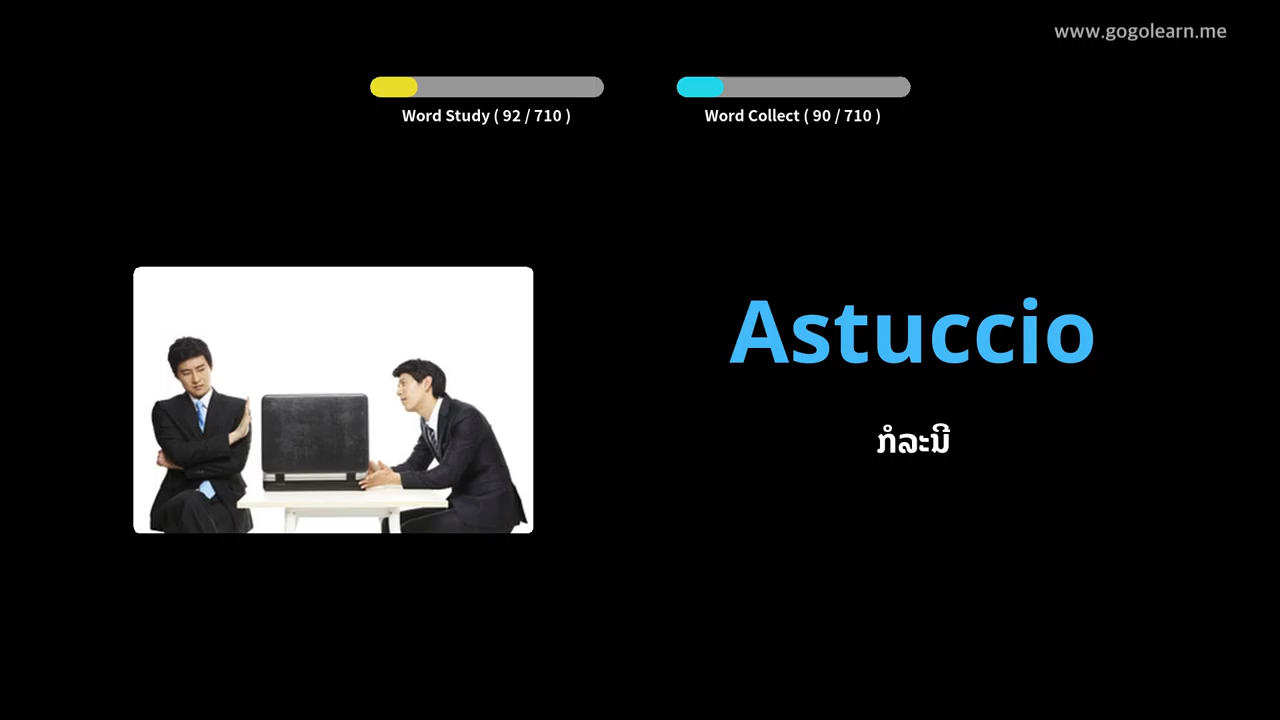 www.gogolearn.me
Word Study ( 92 / 710 )
Word Collect ( 90 / 710 )
Astuccio
ກໍລະນີ